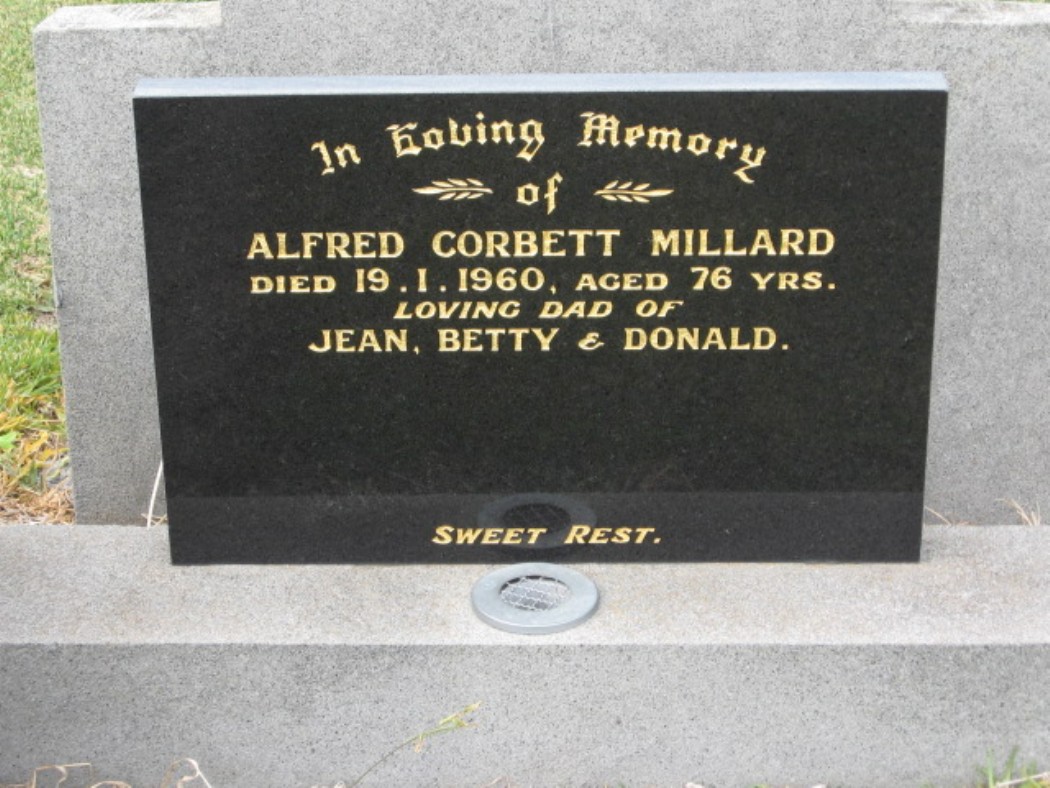 In Loving Memory
of
ALFRED CORBETT MILLARD
DIED 19.1.1960, AGED 76 YRS.
LOVING DAD OF
JEAN, BETTY & DONALD.
SWEET REST.